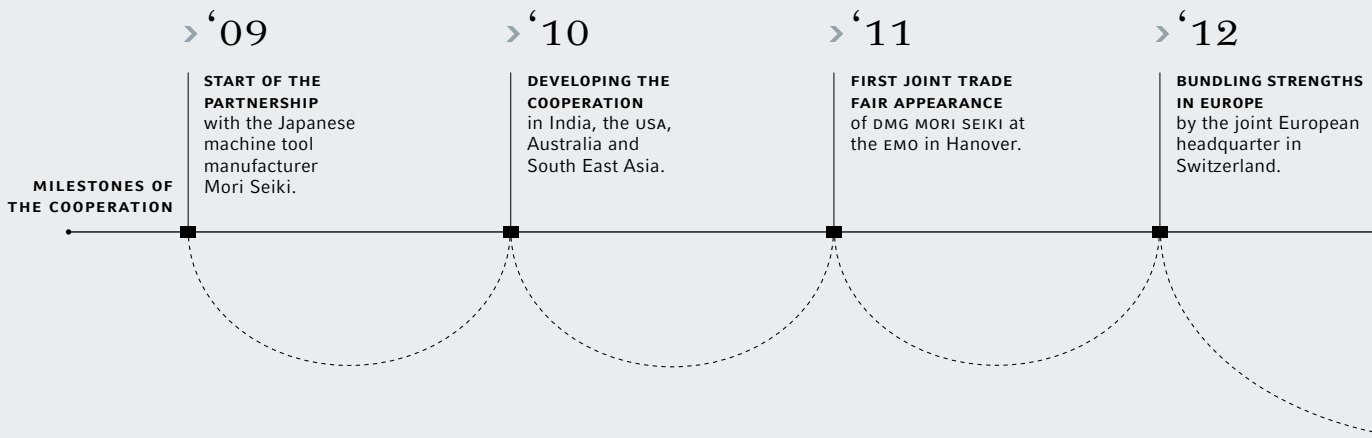 ‘09
START OF THE
PARTNERSHIP
with the Japanese
machine tool
manufacturer
Mori Seiki.
‘10
DEVELOPING THE
COOPERATION
in India, the USA,
Australia and
South East Asia.
‘11
FIRST JOINT TRADE
FAIR APPEARANCE
of DMG MORI SEIKI at
the EMO in Hanover.
‘12
BUNDLING STRENGTHS
IN EUROPE
by the joint European
headquarter in
Switzerland.
MILESTONES OF
THE COOPERATION